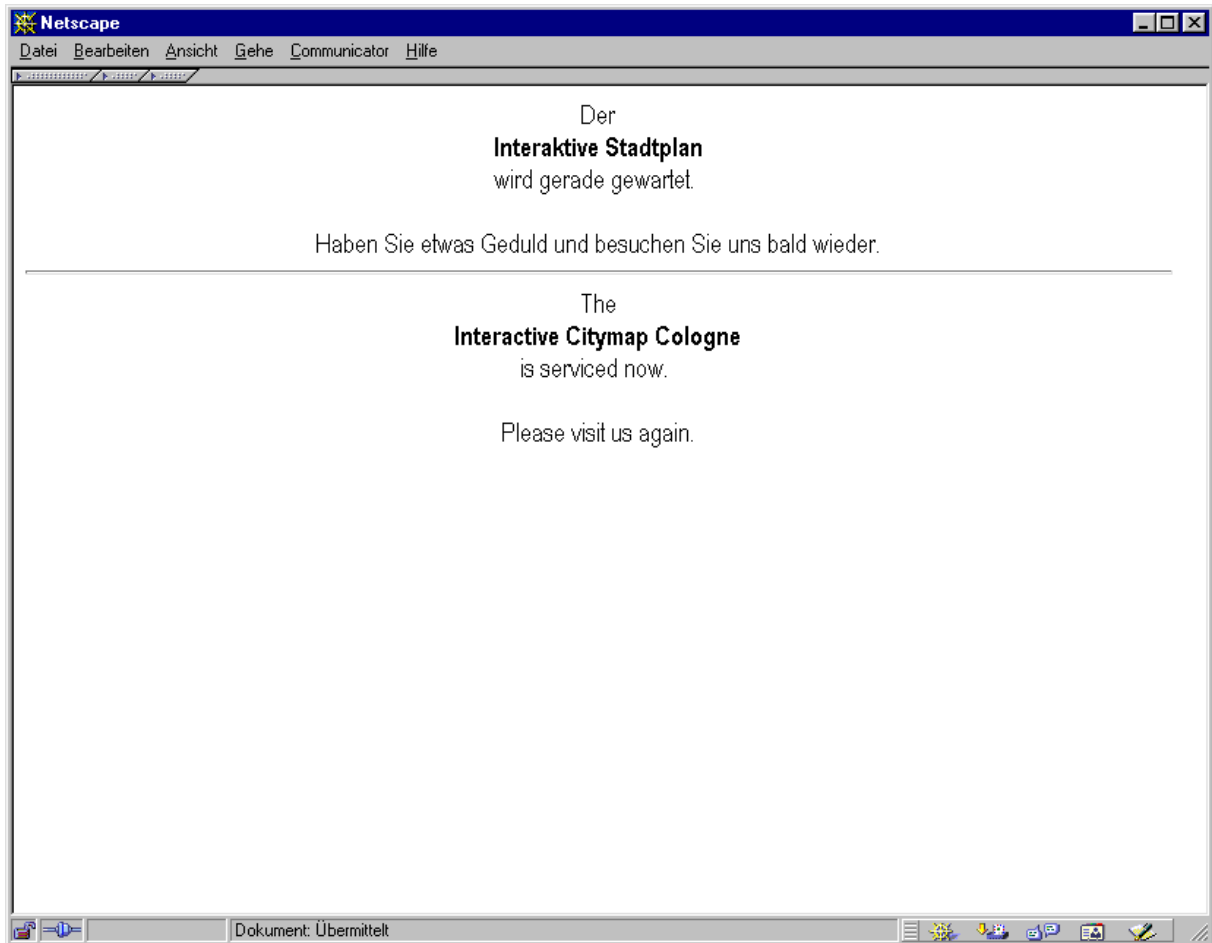 Netscape
Datei Bearbeiten Ansicht Gehe Communicator Hilfe
Der
Interaktive Stadtplan
wird gerade gewartet.
Haben Sie etwas Geduld und besuchen Sie uns bald wieder.
The
Interactive Citymap Cologne
is serviced now.
Please visit us again.
Dokument: Übermittelt